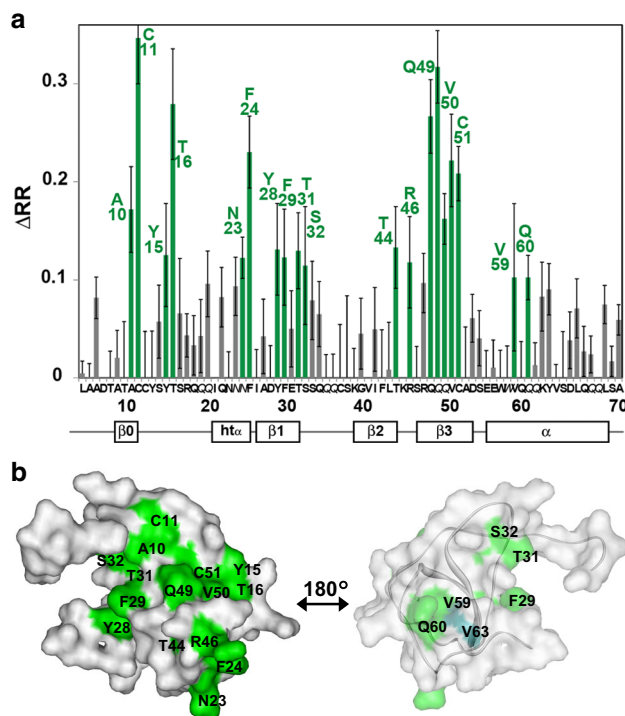 a
ΔRR
0.3
0.2
0.1
0
C
11
A
10
Y
15
T
16
N
23
F
24
Y
28
F
29
T
31
S
32
T
44
R
46
Q49
V
50
C
51
V
59
Q
60
LAADTATACCYSYTSRQQQIQNNNFIADYFETSSQQQCSKGVIFLTKRSRQQQVCADSEEWWQQQKYVSDLQQQLSA
10 20 30 40 50 60 70
β0 htα β1 β2 β3 α
b
C11
A10
S32
T31
C51
Y15
Q49
V50
T16
F29
Y28
T44
R46
F24
N23
180°
S32
T31
V59
F29
Q60
V63